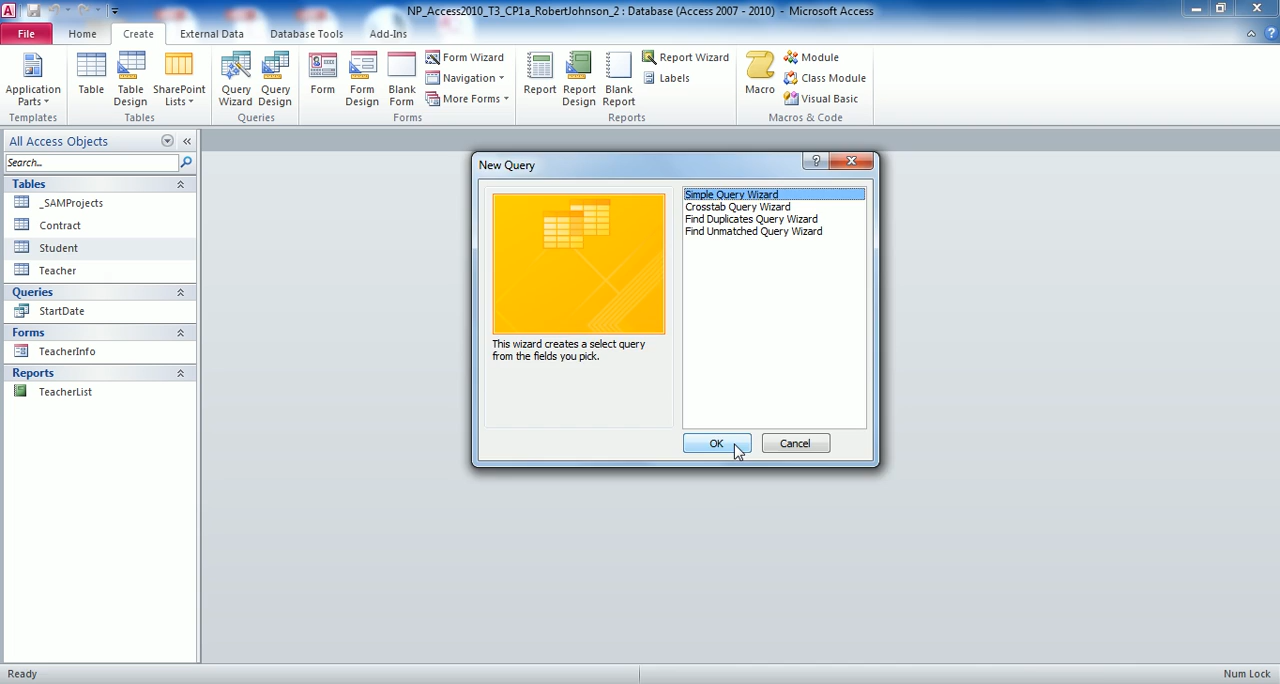 NP_Access2010_T3_CP1a_RobertJohnson_2 : Database (Access 2007 - 2010) - Microsoft Access
File Home Create External Data Database Tools Add-Ins
Application Parts
Templates
Table
Table Design
SharePoint Lists
Tables
Query Wizard
Query Design
Queries
Form
Form Design
Blank Form
Form Wizard
Navigation
More Forms
Forms
Report
Report Design
Blank Report
Report Wizard
Labels
Reports
Macro
Module
Class Module
Visual Basic
Macros & Code
All Access Objects
Search...
Tables
_SAMProjects
Contract
Student
Teacher
Queries
StartDate
Forms
TeacherInfo
Reports
TeacherList
New Query
This wizard creates a select query
from the fields you pick.
Simple Query Wizard
Crosstab Query Wizard
Find Duplicates Query Wizard
Find Unmatched Query Wizard
OK Cancel
Ready Num Lock